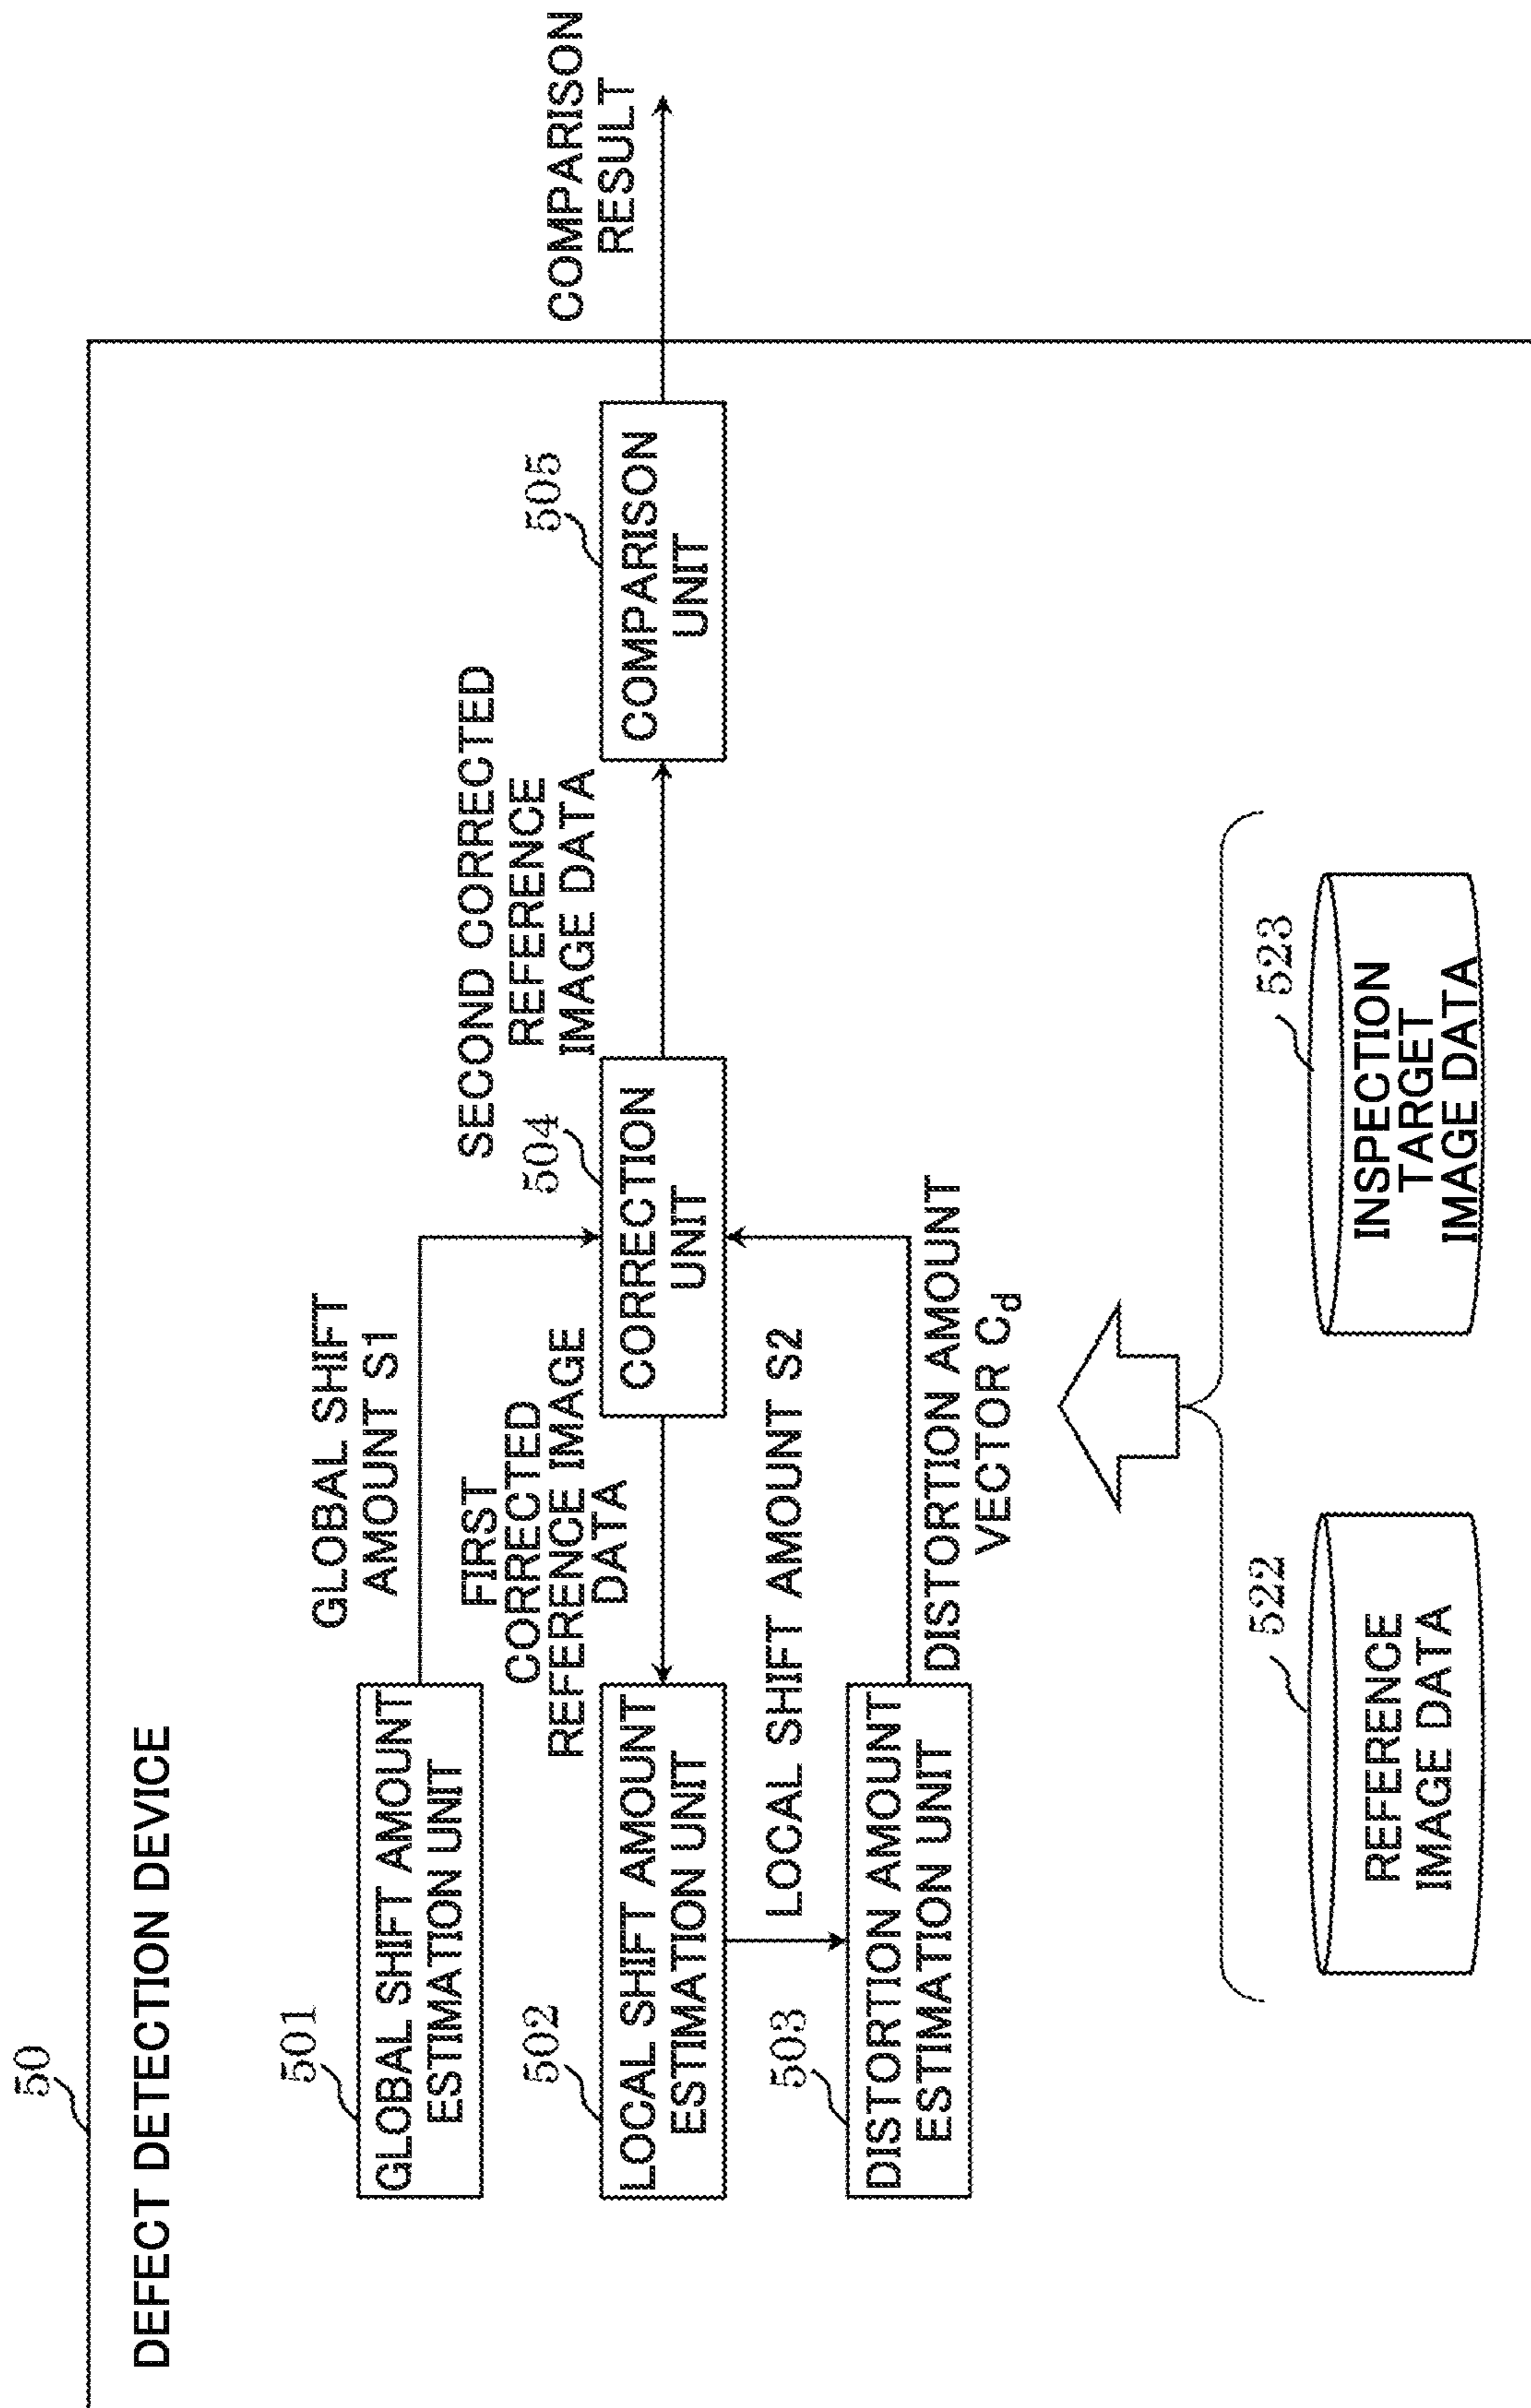 50
DEFECT DETECTION DEVICE
501
GLOBAL SHIFT AMOUNT
ESTIMATION UNIT
GLOBAL SHIFT
AMOUNT S1
502
LOCAL SHIFT AMOUNT
ESTIMATION UNIT
FIRST
CORRECTED
REFERENCE IMAGE
DATA
504
CORRECTION
UNIT
SECOND CORRECTED
REFERENCE
IMAGE DATA
505
COMPARISON
UNIT
COMPARISON
RESULT
LOCAL SHIFT AMOUNT S2
503
DISTORTION AMOUNT
ESTIMATION UNIT
DISTORTION AMOUNT
VECTOR Cd
522
REFERENCE
IMAGE DATA
523
INSPECTION
TARGET
IMAGE DATA